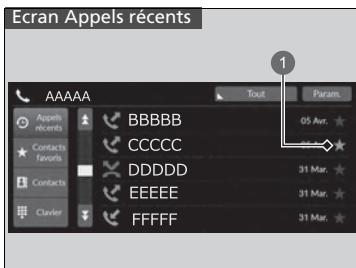 Ecran Appels récents
1
AAAAA
Tout
Param.
Appels
récents
BBBBB
05 Avr.
Contacts
favoris
CCCCC
DDDDD
31 Mar.
Contacts
EEEEE
31 Mar.
Clavier
FFFFF
31 Mar.